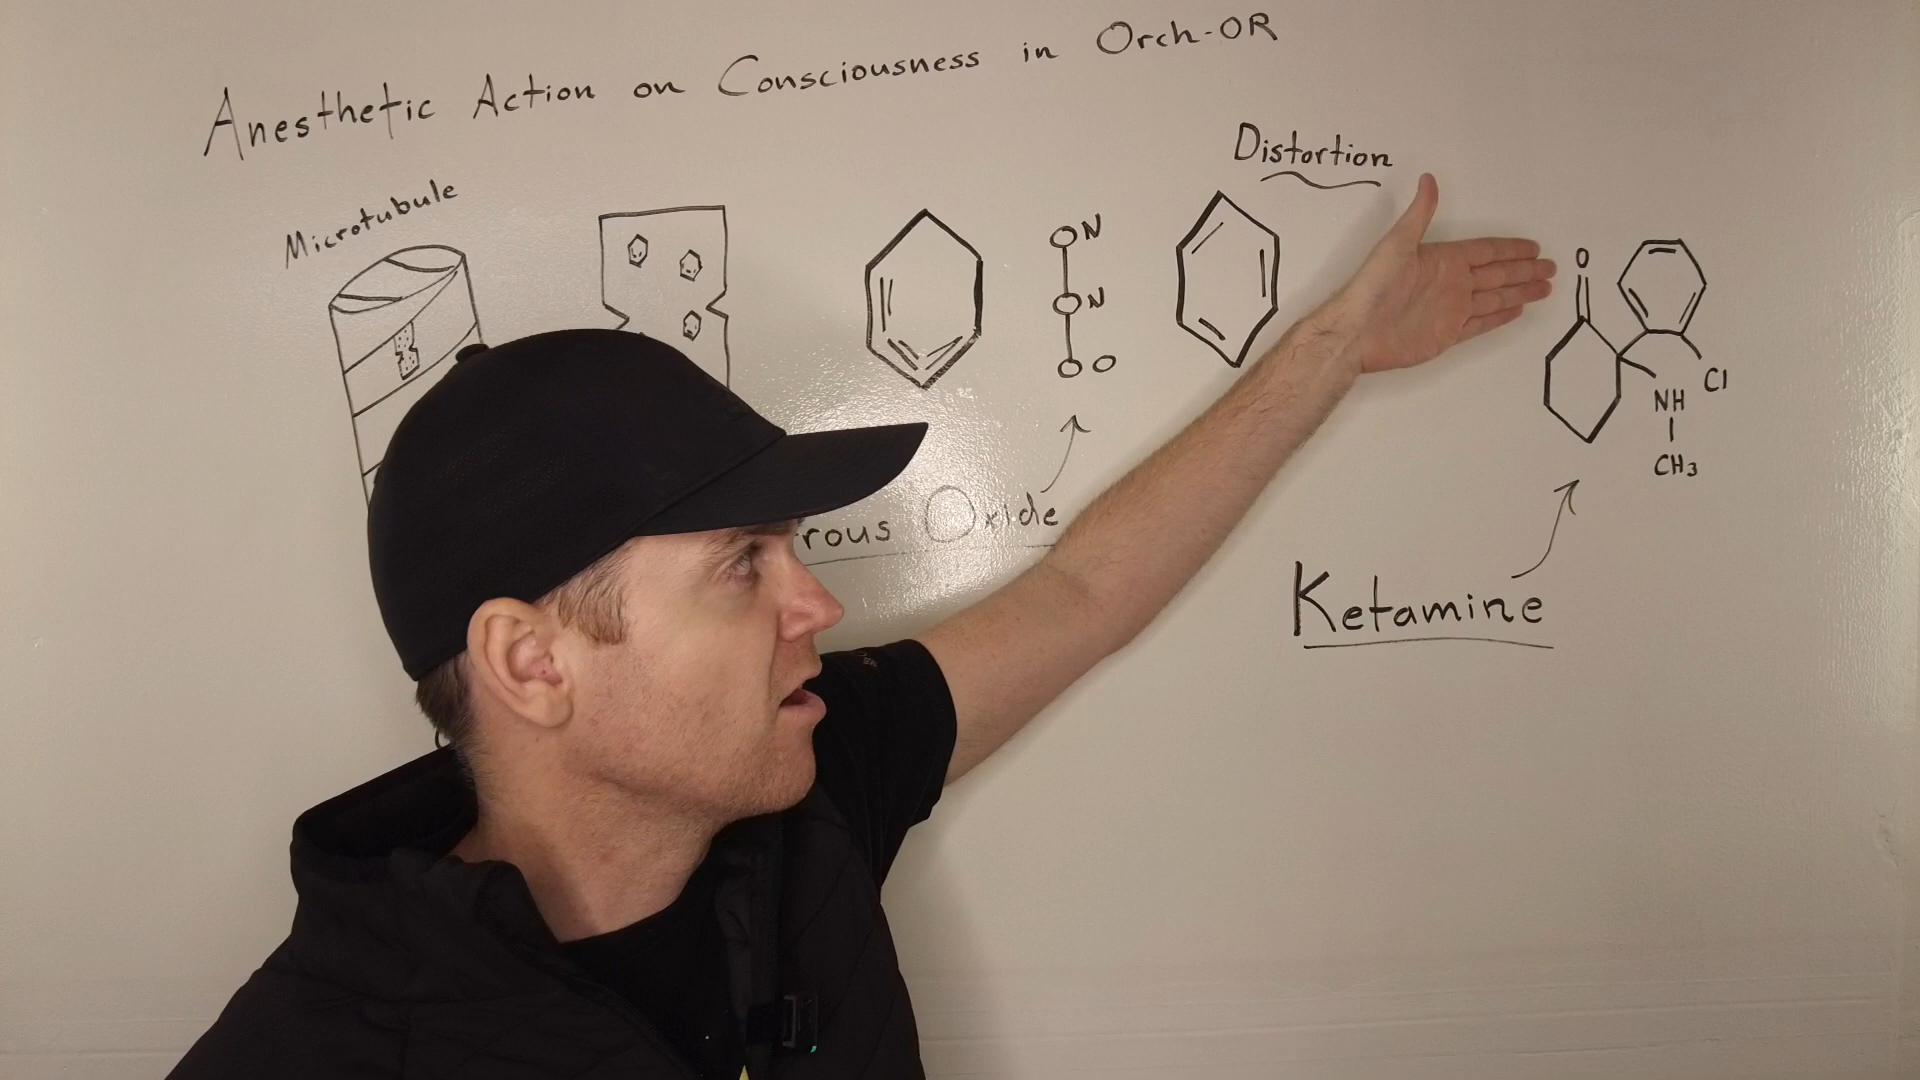 Anesthetic Action on Consciousness in Orch-OR
Microtubule
Distortion
N
N
O
O
Cl
NH
CH3
rous Oxide
Ketamine